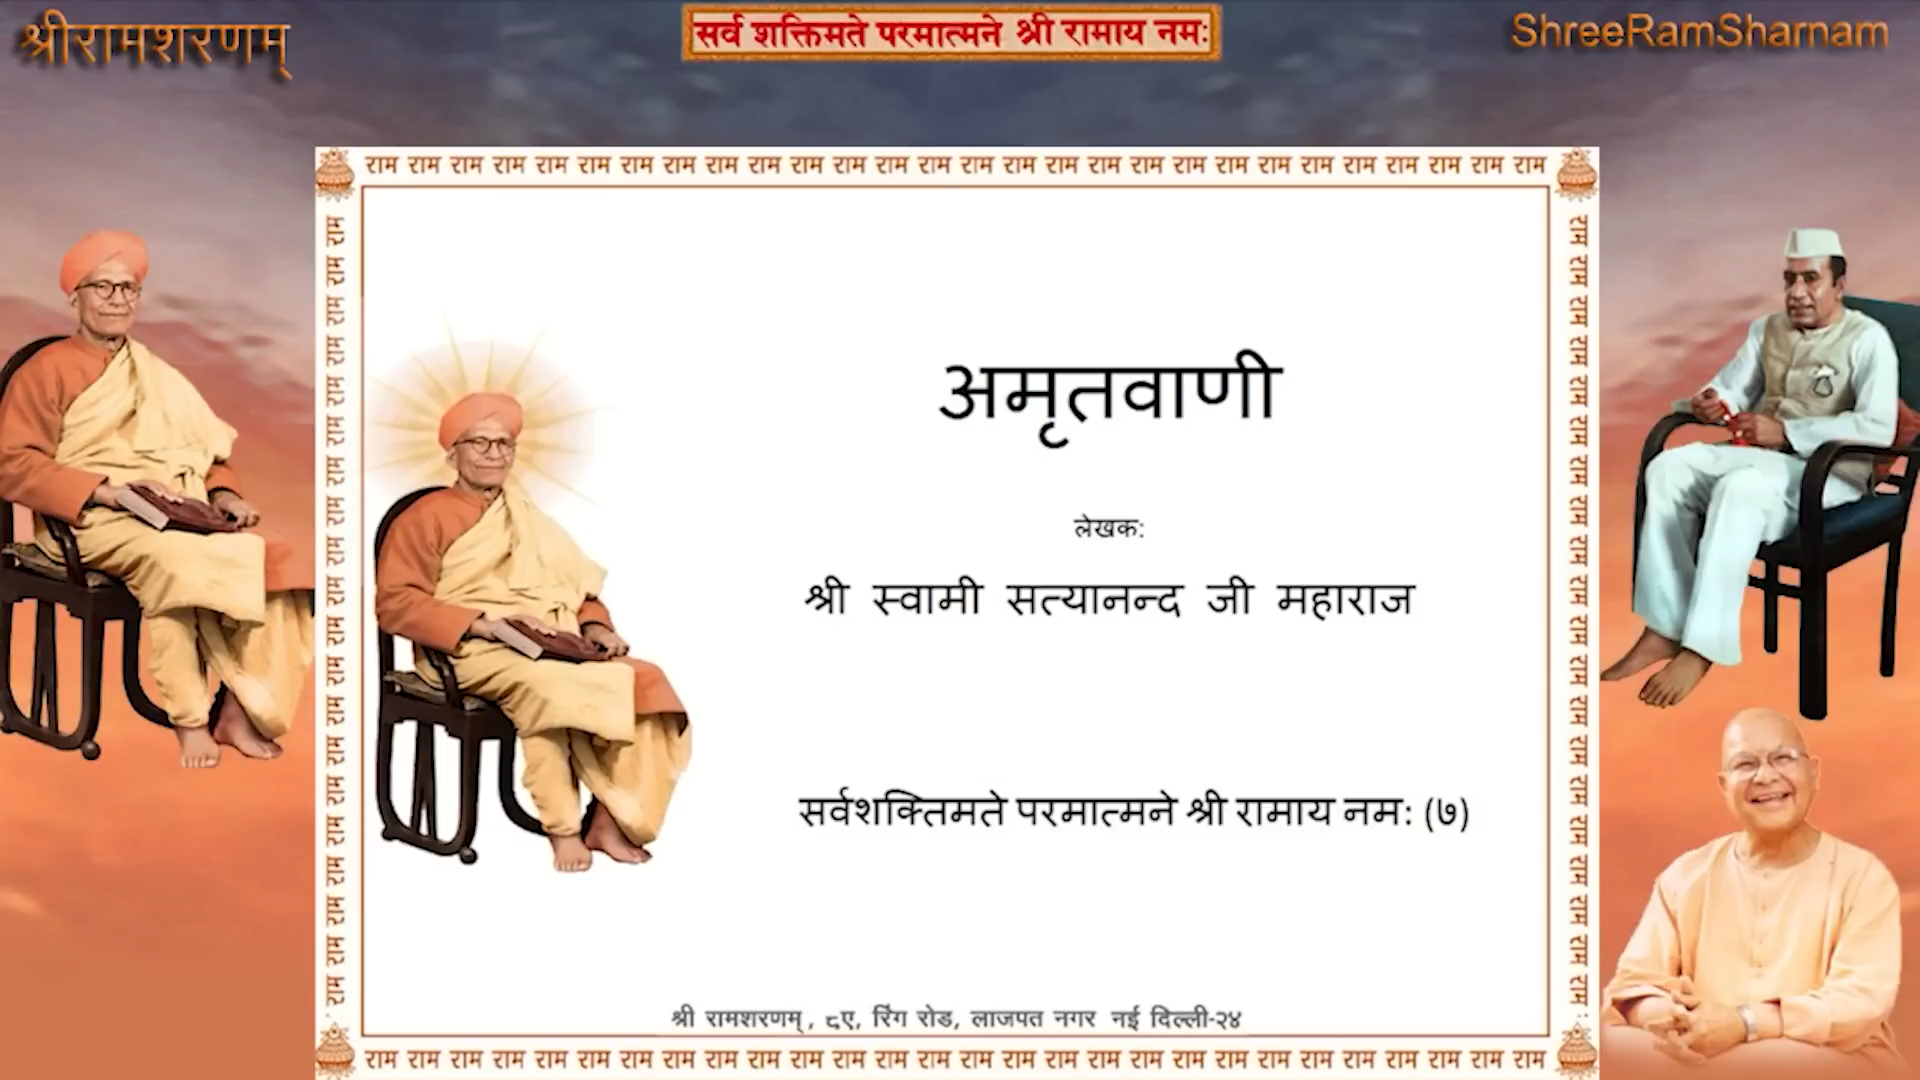 श्रीरामशरणम्
सर्व शक्तिमते परमात्मने श्री रामाय नमः
ShreeRamSharnam
राम राम राम राम राम राम राम राम राम राम राम राम राम राम राम राम राम राम राम राम राम राम राम राम राम राम राम राम
राम राम राम राम राम राम राम राम राम राम राम राम राम राम राम राम राम राम राम राम
अमृतवाणी
लेखक:
श्री स्वामी सत्यानन्द जी महाराज
सर्वशक्तिमते परमात्मने श्री रामाय नमः (७)
श्री रामशरणम् , ८ए, रिंग रोड, लाजपत नगर नई दिल्ली-२४
राम राम राम राम राम राम राम राम राम राम राम राम राम राम राम राम राम राम राम राम
राम राम राम राम राम राम राम राम राम राम राम राम राम राम राम राम राम राम राम राम राम राम राम राम राम राम राम राम